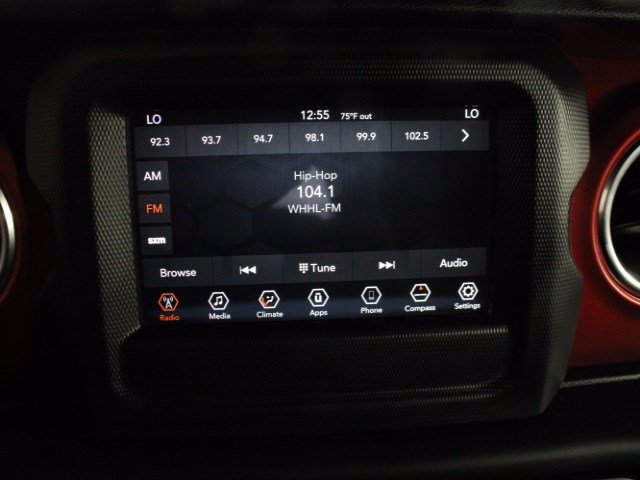 LO 12:55 75°F out LO
92.3 93.7 94.7 98.1 99.9 102.5
AM
Hip-Hop
104.1
FM
WHHL-FM
sxm
Browse Tune Audio
Radio Media Climate Apps Phone Compass Settings